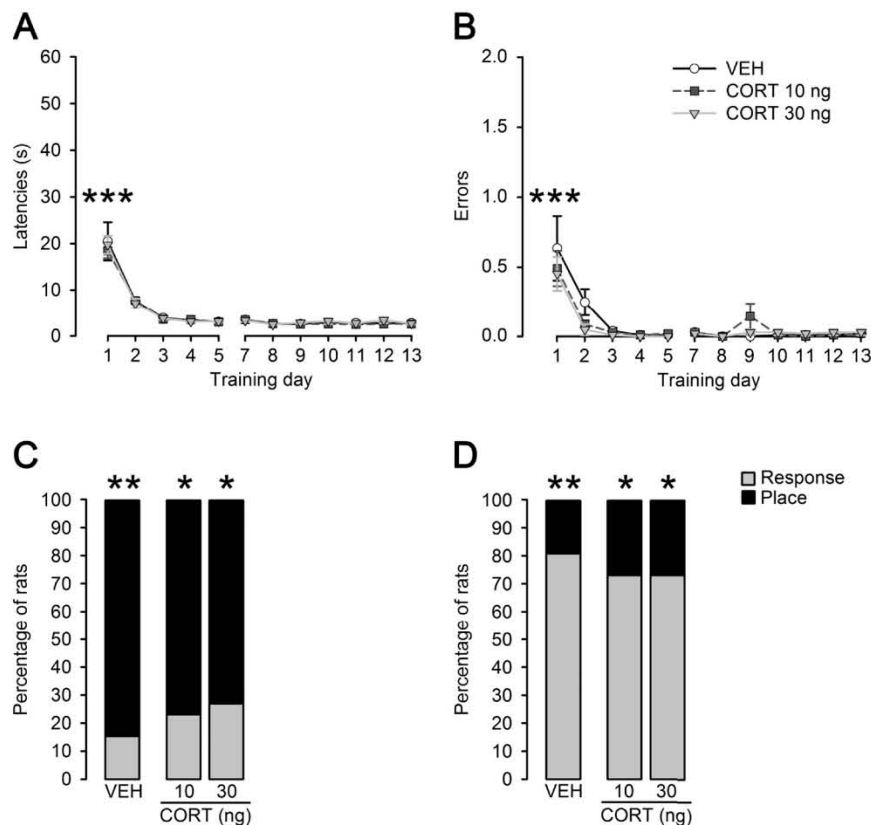 A
60
50
40
30
20
10
0
Latencies (s)
***
1 2 3 4 5 7 8 9 10 11 12 13
Training day
B
2.0
1.5
1.0
0.5
0.0
Errors
***
VEH
CORT 10 ng
CORT 30 ng
1 2 3 4 5 7 8 9 10 11 12 13
Training day
C
** * *
100
90
80
70
60
50
40
30
20
10
0
Percentage of rats
VEH 10 30
CORT (ng)
D
** * *
Response
Place
100
90
80
70
60
50
40
30
20
10
0
Percentage of rats
VEH 10 30
CORT (ng)